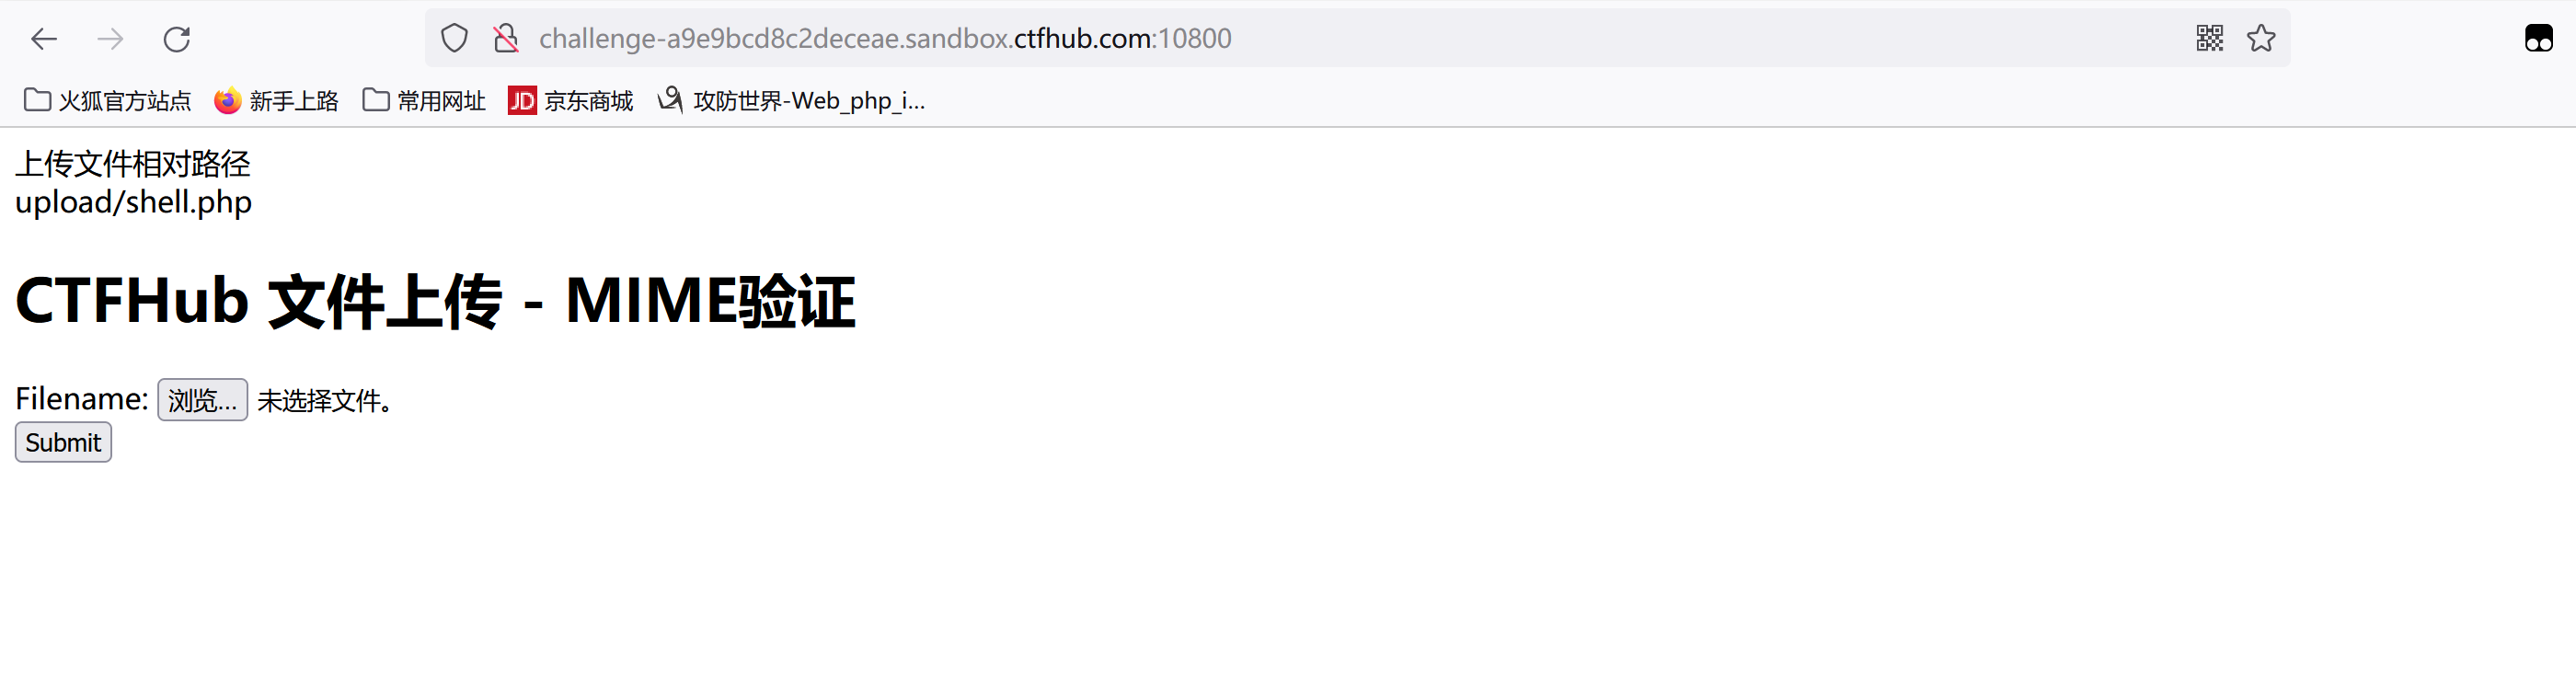 challenge-a9e9bcd8c2deceae.sandbox.ctfhub.com:10800
火狐官方站点 新手上路 常用网址 JD 京东商城 攻防世界-Web_php_i...
上传文件相对路径
upload/shell.php
CTFHub 文件上传 - MIME验证
Filename: 浏览... 未选择文件。
Submit